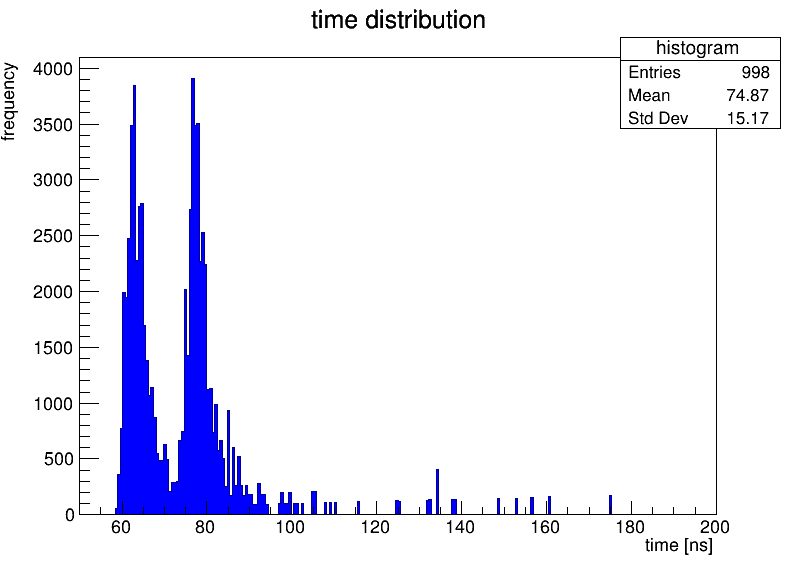 time distribution
histogram
Entries 998
Mean 74.87
Std Dev 15.17
frequency
4000
3500
3000
2500
2000
1500
1000
500
0
60 80 100 120 140 160 180 200
time [ns]